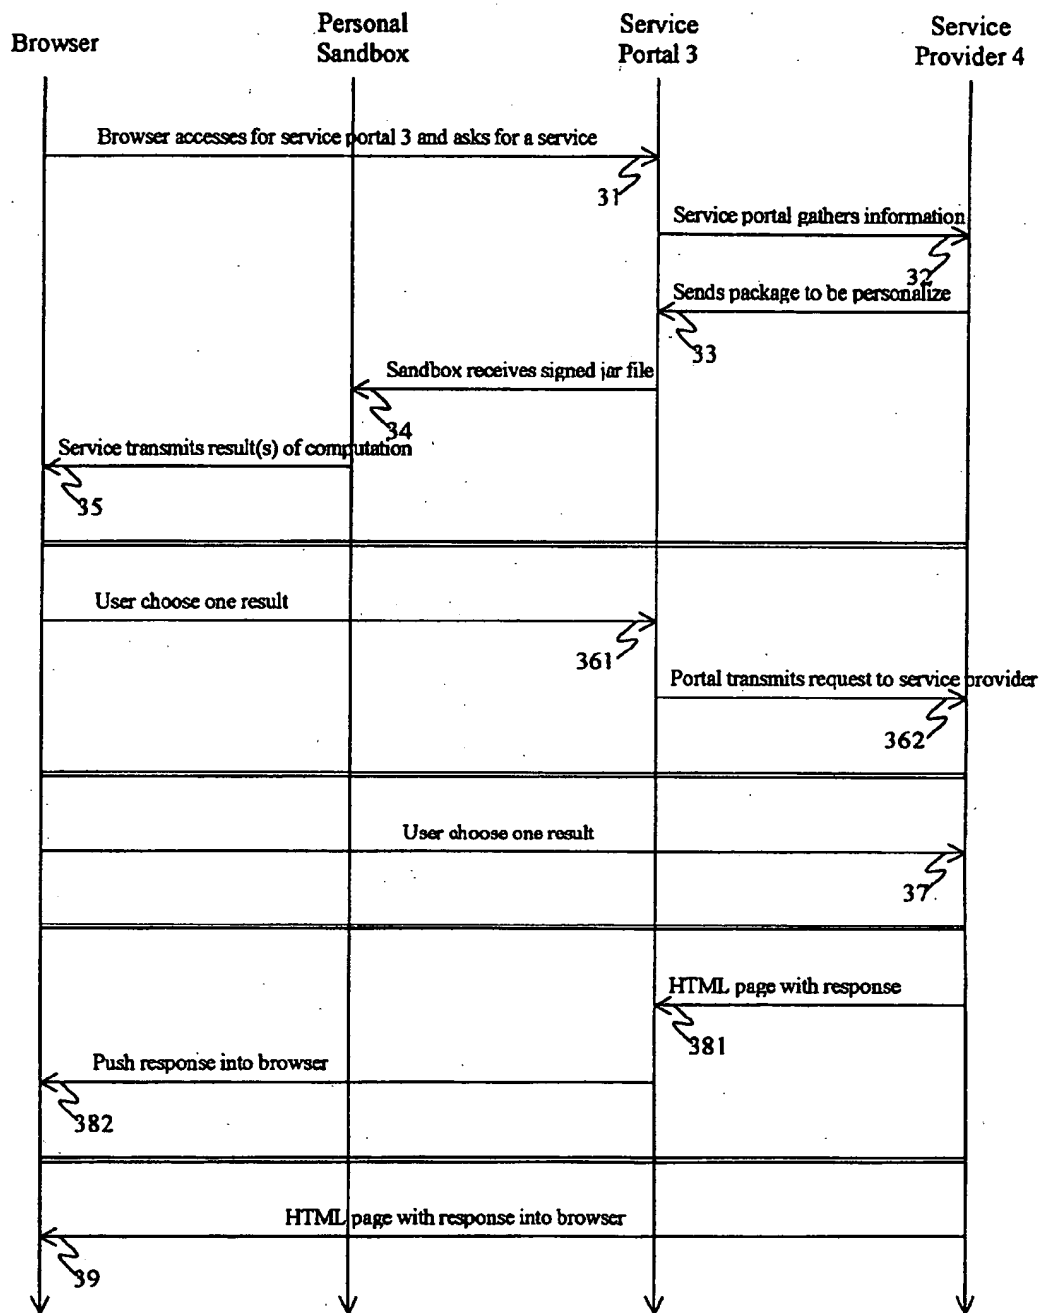 Browser
Personal
Sandbox
Service
Portal 3
Service
Provider 4
Browser accesses for service portal 3 and asks for a service
31
Service portal gathers information
32
Sends package to be personalize
33
Sandbox receives signed jar file
34
Service transmits result(s) of computation
35
User choose one result
361
Portal transmits request to service provider
362
User choose one result
37
HTML page with response
381
Push response into browser
382
HTML page with response into browser
39